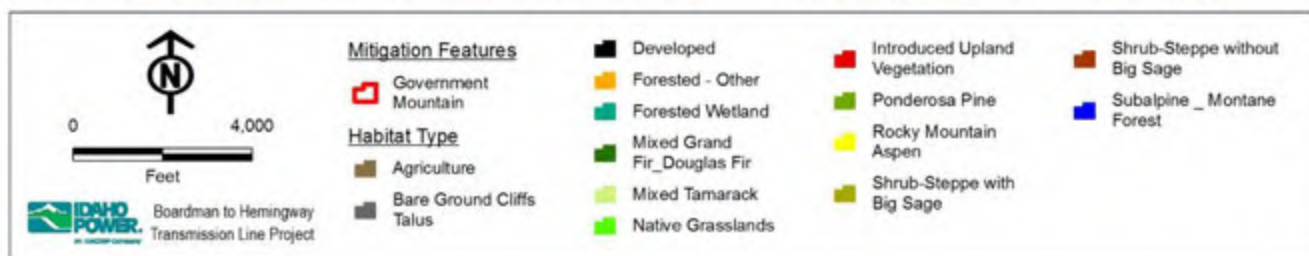 N
0 4,000
Feet
IDAHO
POWER.
Boardman to Hemingway
Transmission Line Project
Mitigation Features
Government
Mountain
Habitat Type
Agriculture
Bare Ground Cliffs
Talus
Developed
Forested - Other
Forested Wetland
Mixed Grand
Fir_Douglas Fir
Mixed Tamarack
Native Grasslands
Introduced Upland
Vegetation
Ponderosa Pine
Rocky Mountain
Aspen
Shrub-Steppe with
Big Sage
Shrub-Steppe without
Big Sage
Subalpine _ Montane
Forest